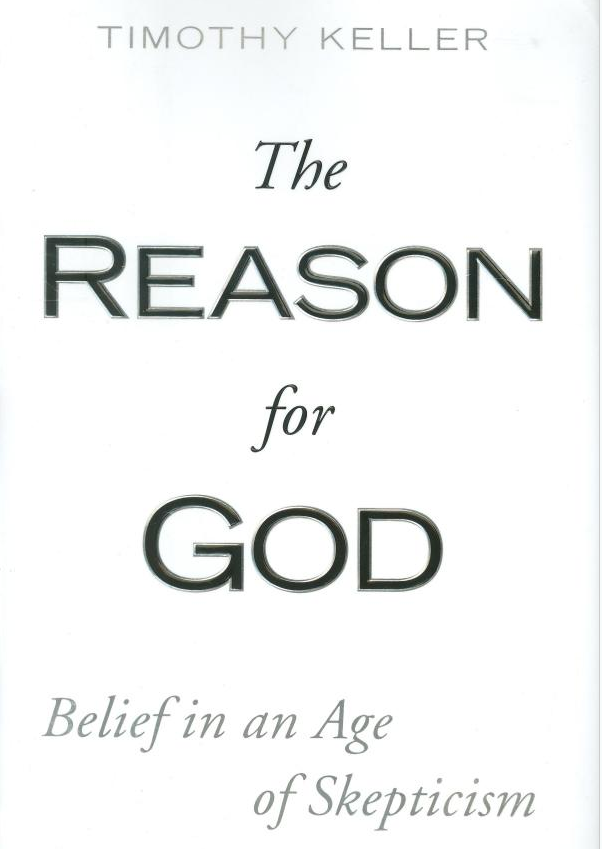 TIMOTHY KELLER
The
REASON
for
GOD
Belief in an Age
of Skepticism